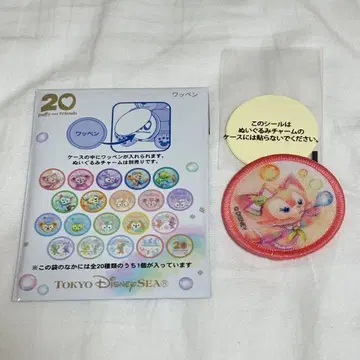 20
Duffy and Friends
ワッペン
ワッペン
ケースの中にワッペンが入れられます。
ぬいぐるみチャームは別売りです。
20
※この袋のなかには全20種類のうち1個が入っています
TOKYO DISNEY SEA®
このシールは
ぬいぐるみチャームの
ケースには貼らないでください。
©DISNEY